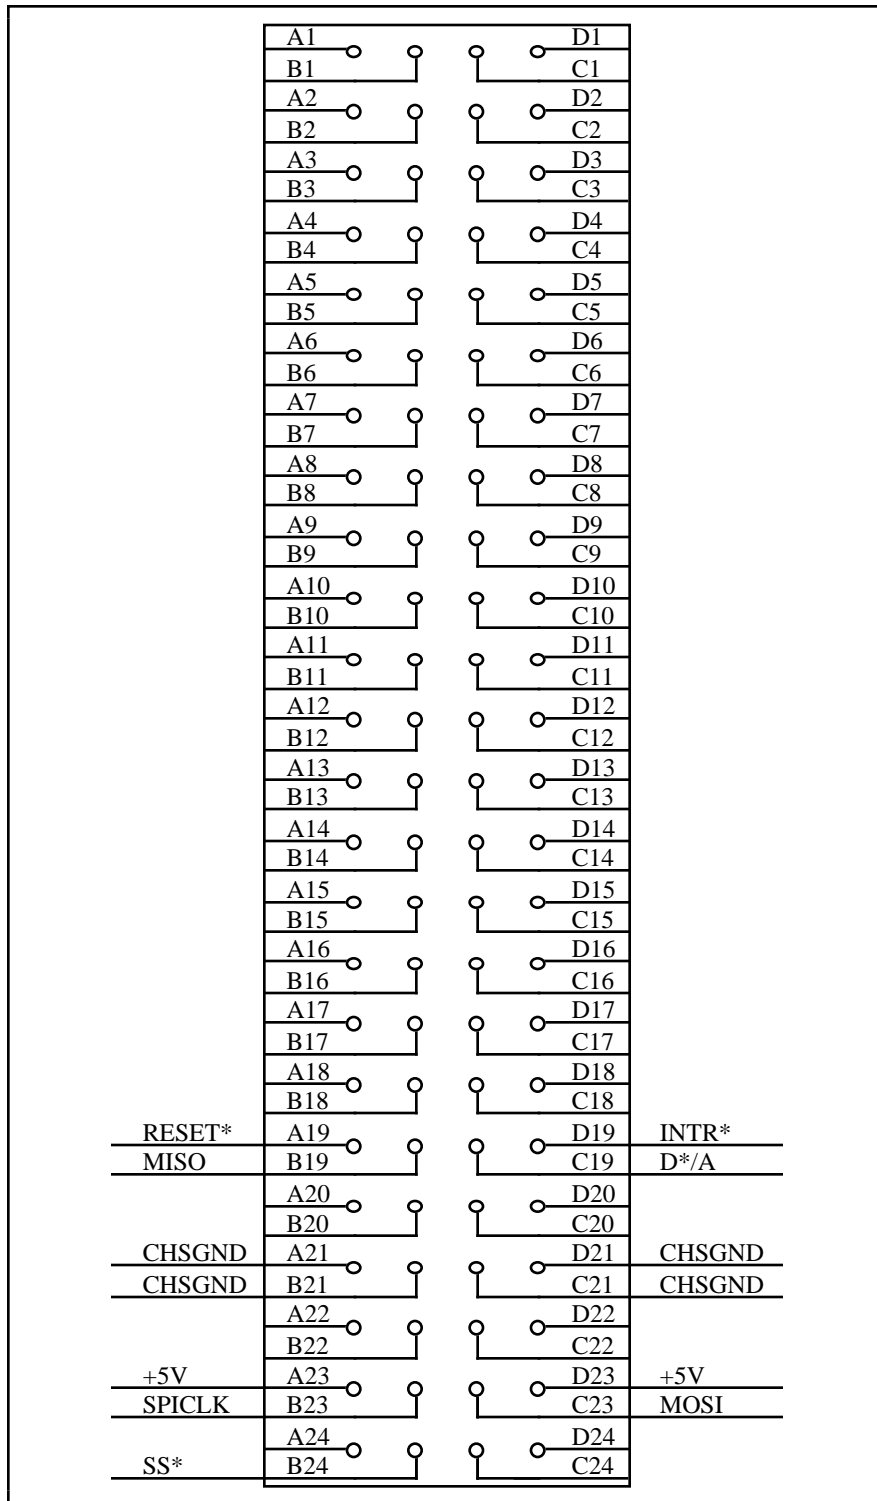 A1 D1
B1 C1
A2 D2
B2 C2
A3 D3
B3 C3
A4 D4
B4 C4
A5 D5
B5 C5
A6 D6
B6 C6
A7 D7
B7 C7
A8 D8
B8 C8
A9 D9
B9 C9
A10 D10
B10 C10
A11 D11
B11 C11
A12 D12
B12 C12
A13 D13
B13 C13
A14 D14
B14 C14
A15 D15
B15 C15
A16 D16
B16 C16
A17 D17
B17 C17
A18 D18
B18 C18
RESET* A19 D19 INTR*
MISO B19 C19 D*/A
A20 D20
B20 C20
CHSGND A21 D21 CHSGND
CHSGND B21 C21 CHSGND
A22 D22
B22 C22
+5V A23 D23 +5V
SPICLK B23 C23 MOSI
A24 D24
SS* B24 C24